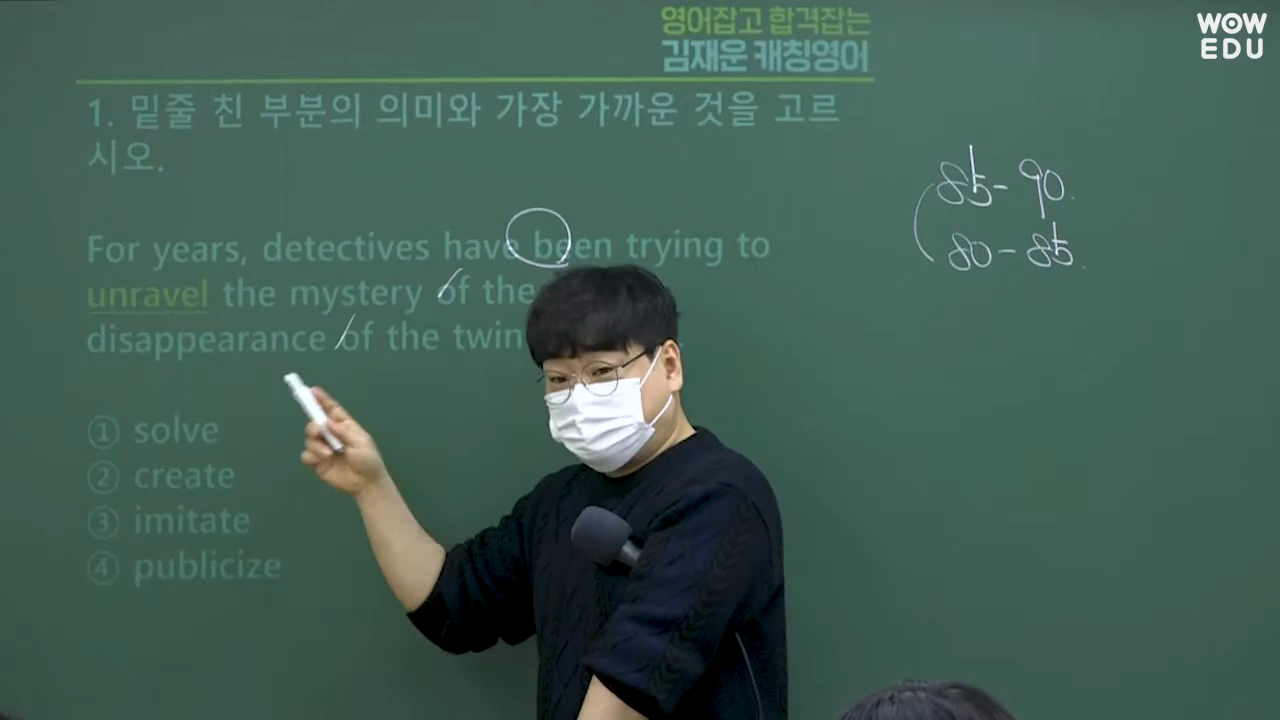 영어잡고 합격잡는
김재운 캐칭영어
WOW
EDU
1. 밑줄 친 부분의 의미와 가장 가까운 것을 고르
시오.
85 - 90.
80 - 85.
For years, detectives have been trying to
unravel the mystery of the
disappearance of the twin
① solve
② create
③ imitate
④ publicize